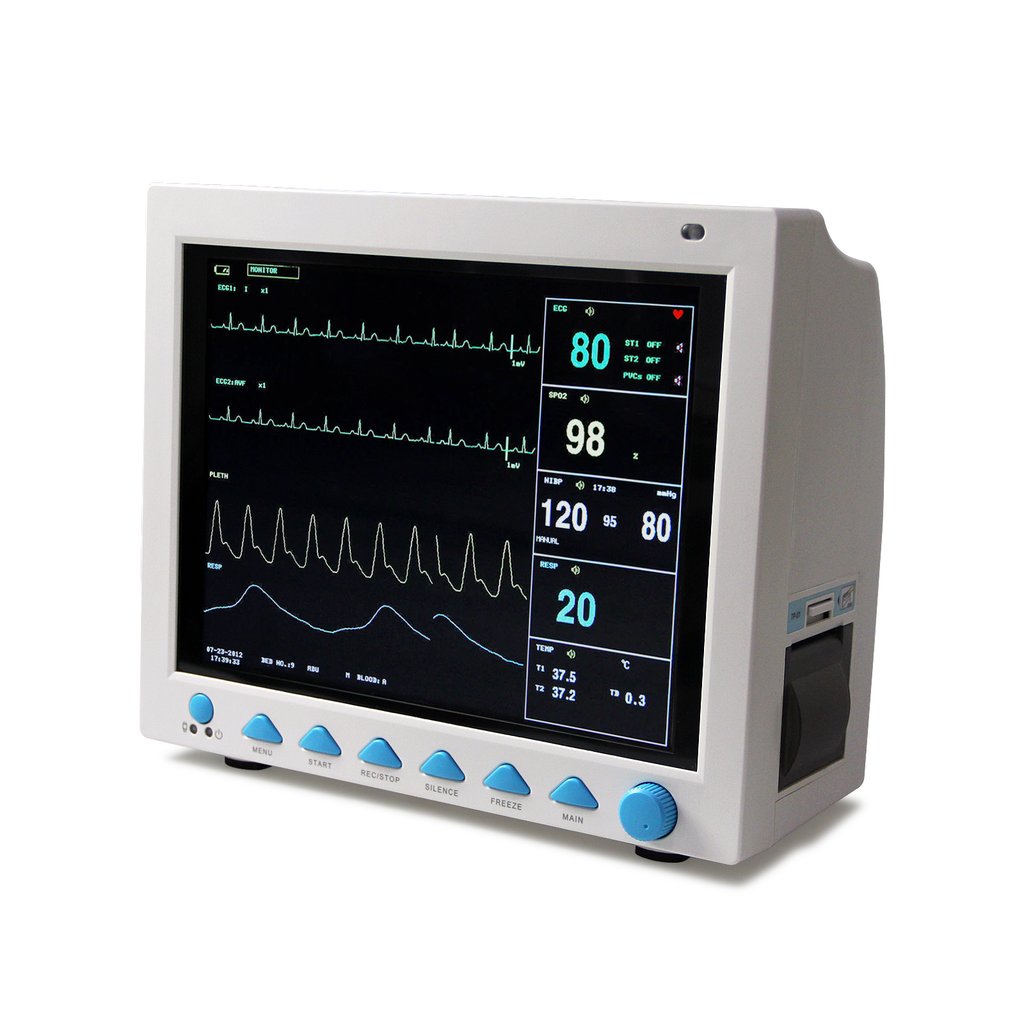 MONITOR
ECG1: I x1
1mV
ECG2:AVF x1
1mV
PLETH
RESP
07-23-2012
17:39:33
BED NO.:9 ADU M BLOOD: A
ECG
80
ST1 OFF
ST2 OFF
PVCs OFF
SPO2
98
%
NIBP 17:38 mmHg
120 95 80
MANUAL
RESP
20
TEMP ℃
T1 37.5
T2 37.2 TD 0.3
MENU
START
REC/STOP
SILENCE
FREEZE
MAIN